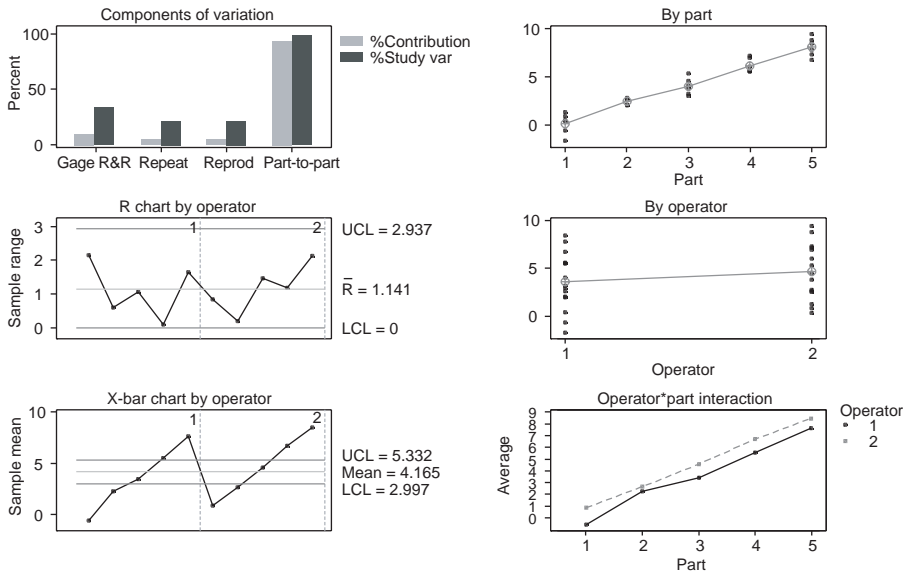 Components of variation
Percent
100
50
0
Gage R&R Repeat Reprod Part-to-part
%Contribution
%Study var
By part
10
5
0
1 2 3 4 5
Part
R chart by operator
Sample range
3
2
1
0
1 2
UCL = 2.937
R̅ = 1.141
LCL = 0
By operator
10
5
0
1 2
Operator
X-bar chart by operator
Sample mean
10
5
0
1 2
UCL = 5.332
Mean = 4.165
LCL = 2.997
Operator*part interaction
Average
9
8
7
6
5
4
3
2
1
0
1 2 3 4 5
Part
Operator
1
2